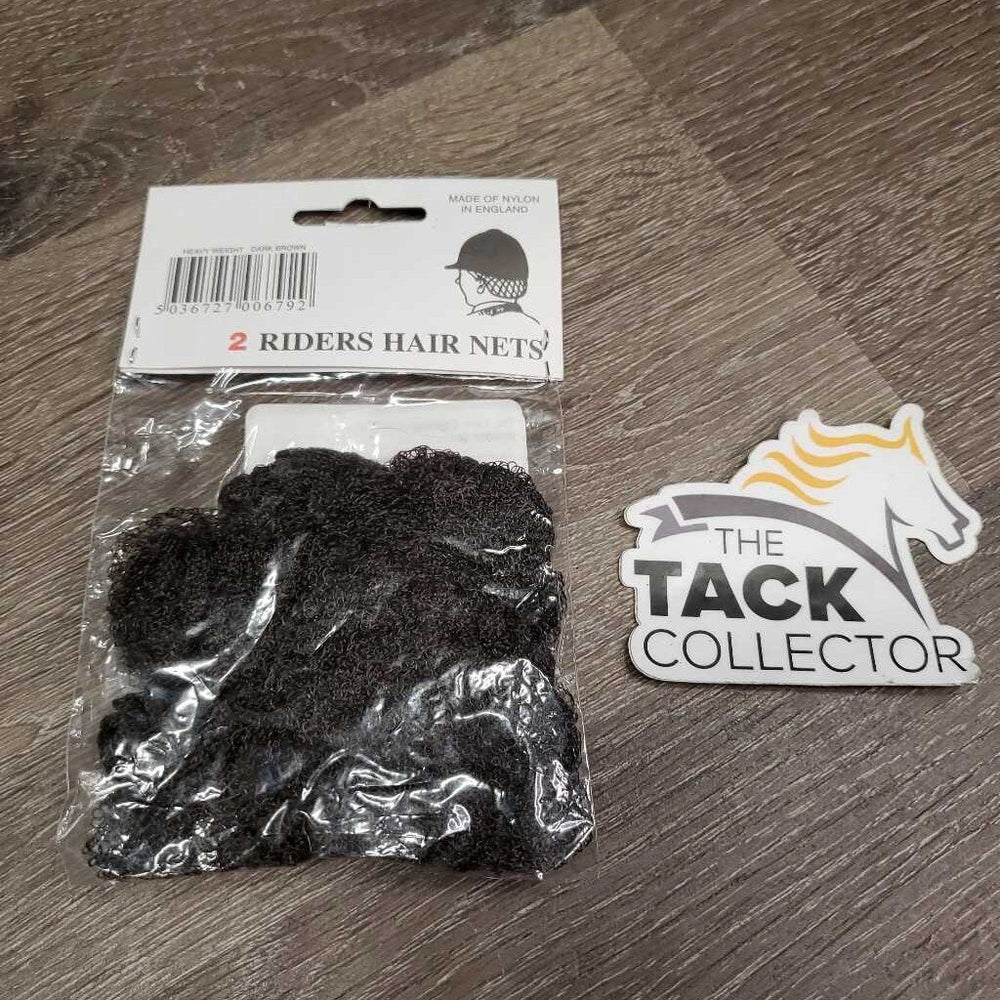 MADE OF NYLON
IN ENGLAND
HEAVY WEIGHT DARK BROWN
5 036727 006792
2 RIDERS HAIR NETS
THE
TACK
COLLECTOR